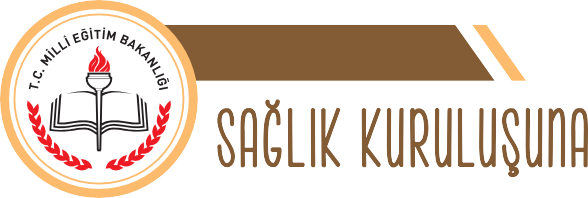 T.C. MİLLİ EĞİTİM BAKANLIĞI
SAĞLIK KURULUŞUNA